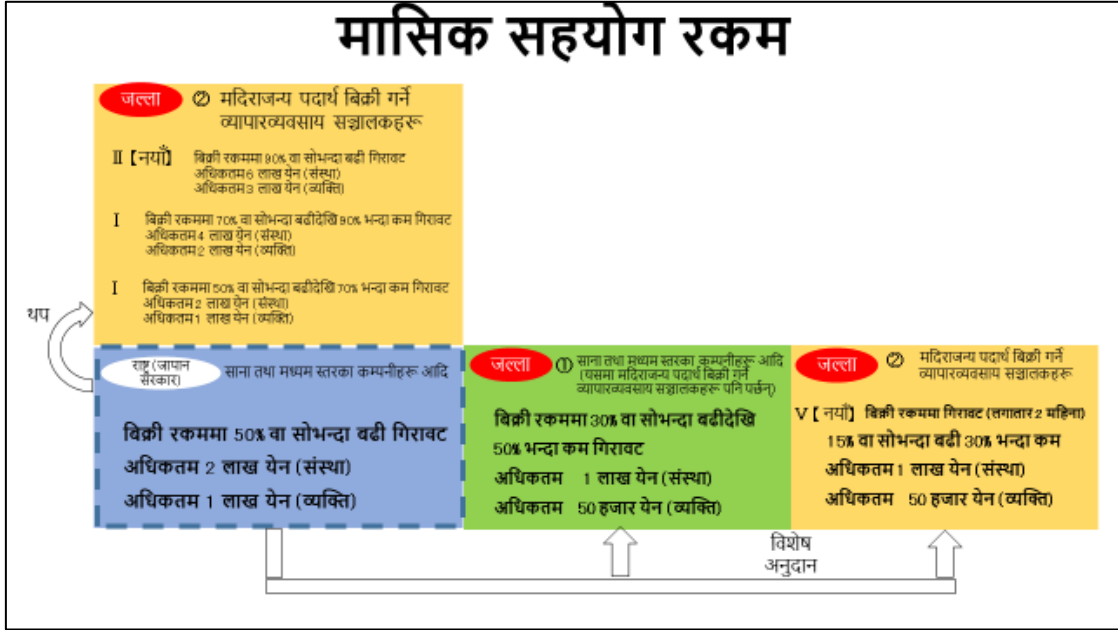 मासिक सहयोग रकम
जल्ला ② मदिराजन्य पदार्थ बिक्री गर्ने
व्यापारव्यवसाय सञ्चालकहरू
II【नयाँ】 बिक्री रकममा 90% वा सोभन्दा बढी गिरावट
अधिकतम 6 लाख येन (संस्था)
अधिकतम 3 लाख येन (व्यक्ति)
I बिक्री रकममा 70% वा सोभन्दा बढीदेखि 90% भन्दा कम गिरावट
अधिकतम 4 लाख येन (संस्था)
अधिकतम 2 लाख येन (व्यक्ति)
I बिक्री रकममा 50% वा सोभन्दा बढीदेखि 70% भन्दा कम गिरावट
अधिकतम 2 लाख येन (संस्था)
अधिकतम 1 लाख येन (व्यक्ति)
थप
राष्ट्र (जापान
सरकार)
साना तथा मध्यम स्तरका कम्पनीहरू आदि
बिक्री रकममा 50% वा सोभन्दा बढी गिरावट
अधिकतम 2 लाख येन (संस्था)
अधिकतम 1 लाख येन (व्यक्ति)
जल्ला ① साना तथा मध्यम स्तरका कम्पनीहरू आदि
(यसमा मदिराजन्य पदार्थ बिक्री गर्ने
व्यापारव्यवसाय सञ्चालकहरू पनि पर्छन्)
बिक्री रकममा 30% वा सोभन्दा बढीदेखि
50% भन्दा कम गिरावट
अधिकतम 1 लाख येन (संस्था)
अधिकतम 50 हजार येन (व्यक्ति)
जल्ला ② मदिराजन्य पदार्थ बिक्री गर्ने
व्यापारव्यवसाय सञ्चालकहरू
V【नयाँ】 बिक्री रकममा गिरावट (लगातार 2 महिना)
15% वा सोभन्दा बढी 30% भन्दा कम
अधिकतम 1 लाख येन (संस्था)
अधिकतम 50 हजार येन (व्यक्ति)
विशेष
अनुदान